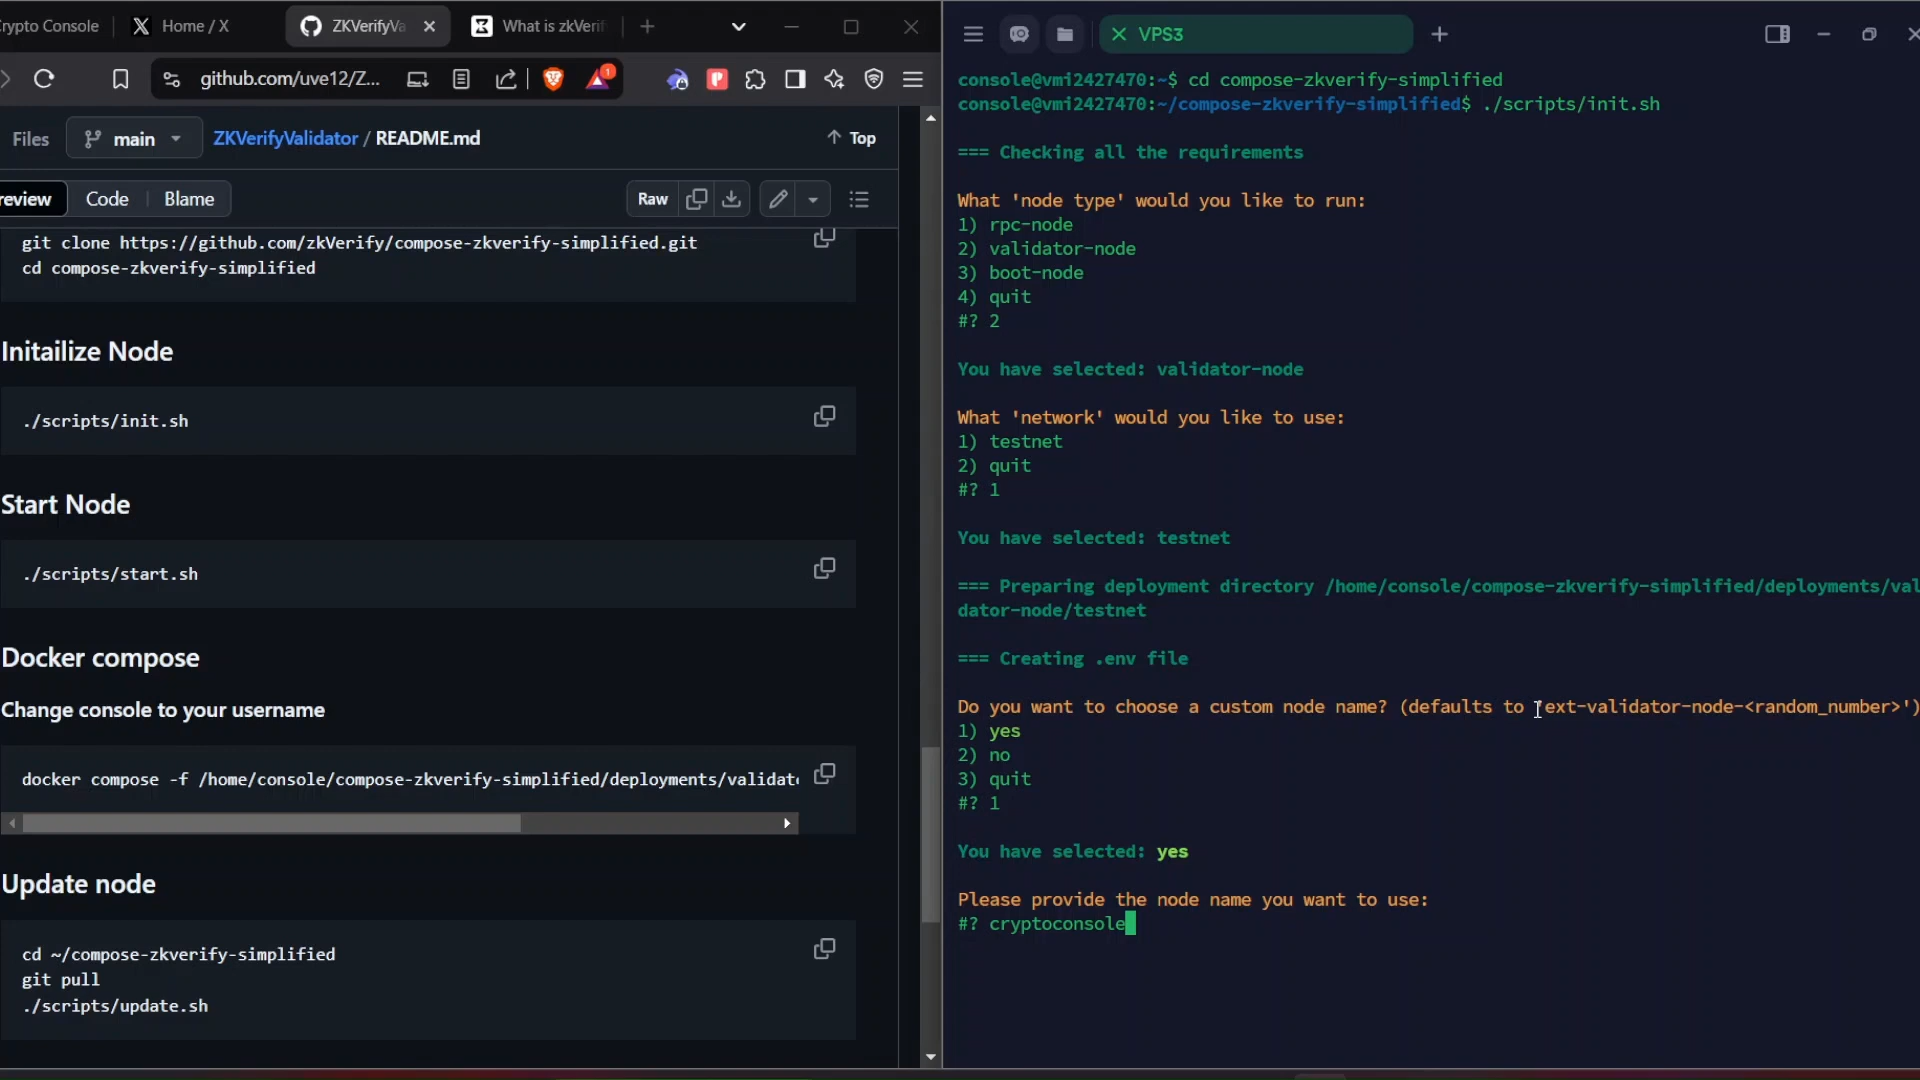 rypto Console
Home / X
ZKVerifyVa
What is zkVerif
github.com/uve12/Z...
1
Files
main
ZKVerifyValidator / README.md
Top
review
Code
Blame
Raw
git clone https://github.com/zkVerify/compose-zkverify-simplified.git
cd compose-zkverify-simplified
Initailize Node
./scripts/init.sh
Start Node
./scripts/start.sh
Docker compose
Change console to your username
docker compose -f /home/console/compose-zkverify-simplified/deployments/validato
Update node
cd ~/compose-zkverify-simplified
git pull
./scripts/update.sh
VPS3
console@vmi2427470:~$ cd compose-zkverify-simplified
console@vmi2427470:~/compose-zkverify-simplified$ ./scripts/init.sh
=== Checking all the requirements
What 'node type' would you like to run:
1) rpc-node
2) validator-node
3) boot-node
4) quit
#? 2
You have selected: validator-node
What 'network' would you like to use:
1) testnet
2) quit
#? 1
You have selected: testnet
=== Preparing deployment directory /home/console/compose-zkverify-simplified/deployments/val
dator-node/testnet
=== Creating .env file
Do you want to choose a custom node name? (defaults to 'ext-validator-node-<random_number>')
1) yes
2) no
3) quit
#? 1
You have selected: yes
Please provide the node name you want to use:
#? cryptoconsole